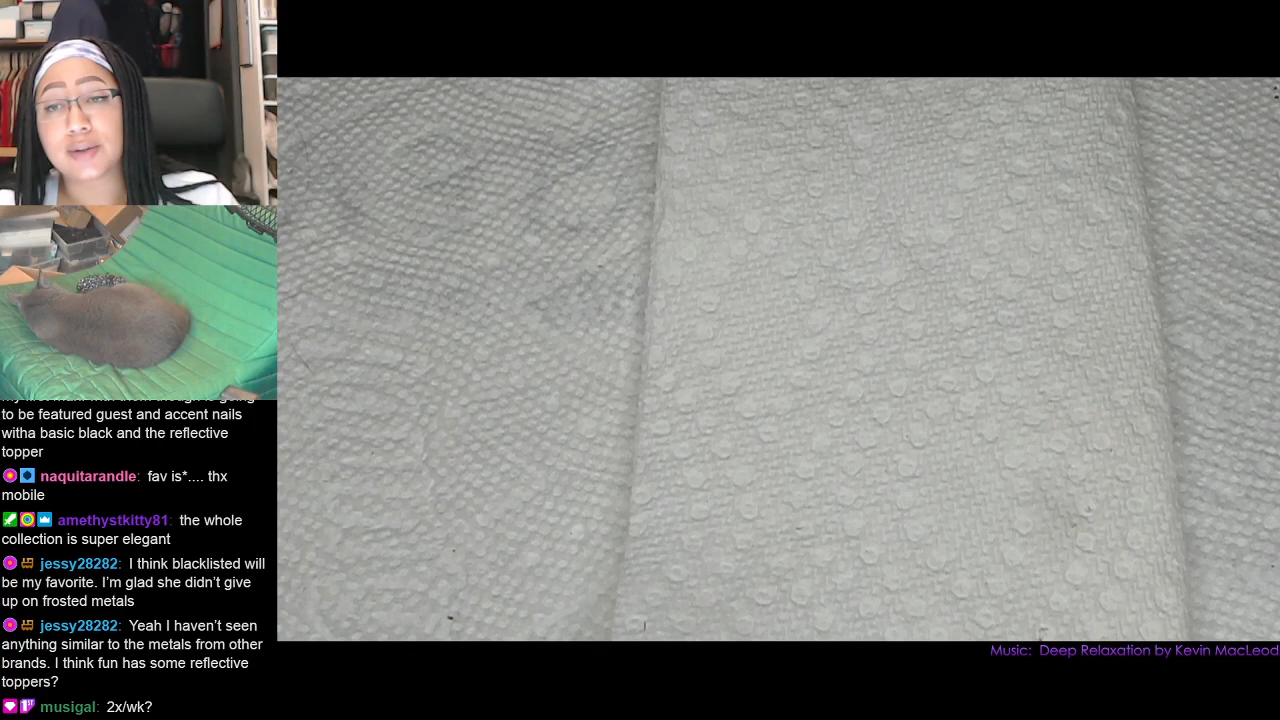 to be featured guest and accent nails
witha basic black and the reflective
topper
naquitarandle: fav is*.... thx
mobile
amethystkitty81: the whole
collection is super elegant
jessy28282: I think blacklisted will
be my favorite. I'm glad she didn't give
up on frosted metals
jessy28282: Yeah I haven't seen
anything similar to the metals from other
brands. I think fun has some reflective
toppers?
musigal: 2x/wk?
Music: Deep Relaxation by Kevin MacLeod